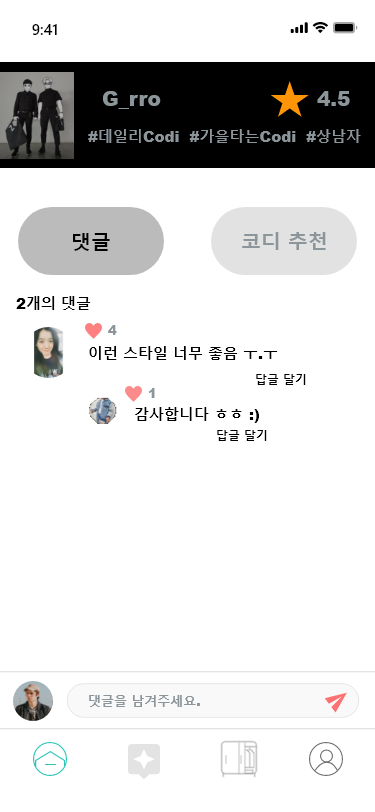 9:41
G_rro
4.5
#데일리Codi #가을타는Codi #상남자
댓글
코디 추천
2개의 댓글
4
이런 스타일 너무 좋음 ㅜ.ㅜ
답글 달기
1
감사합니다 ㅎㅎ :)
답글 달기
댓글을 남겨주세요.